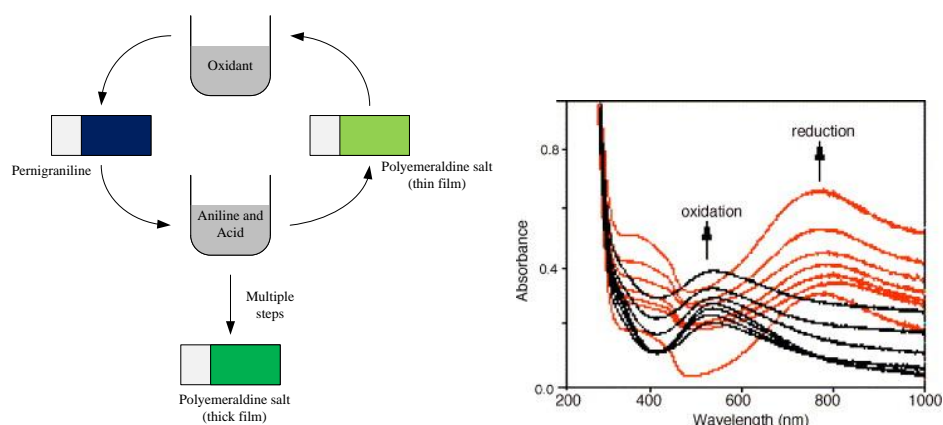 Oxidant
Pernigraniline
Polyemeraldine salt
(thin film)
Aniline and
Acid
Multiple
steps
Polyemeraldine salt
(thick film)
reduction
oxidation
Absorbance
0.8
0.4
0.0
200
400
600
800
1000
Wavelength (nm)